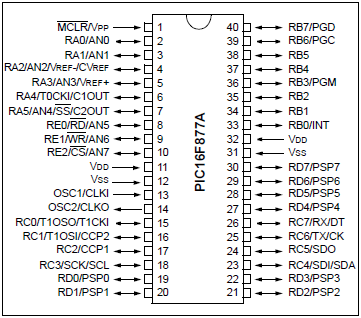 MCLR/VPP 1 40 RB7/PGD
RA0/AN0 2 39 RB6/PGC
RA1/AN1 3 38 RB5
RA2/AN2/VREF-/CVREF 4 37 RB4
RA3/AN3/VREF+ 5 36 RB3/PGM
RA4/T0CKI/C1OUT 6 35 RB2
RA5/AN4/SS/C2OUT 7 34 RB1
RE0/RD/AN5 8 33 RB0/INT
RE1/WR/AN6 9 32 VDD
RE2/CS/AN7 10 31 VSS
VDD 11 30 RD7/PSP7
VSS 12 29 RD6/PSP6
OSC1/CLKI 13 28 RD5/PSP5
OSC2/CLKO 14 27 RD4/PSP4
RC0/T1OSO/T1CKI 15 26 RC7/RX/DT
RC1/T1OSI/CCP2 16 25 RC6/TX/CK
RC2/CCP1 17 24 RC5/SDO
RC3/SCK/SCL 18 23 RC4/SDI/SDA
RD0/PSP0 19 22 RD3/PSP3
RD1/PSP1 20 21 RD2/PSP2
PIC16F877A